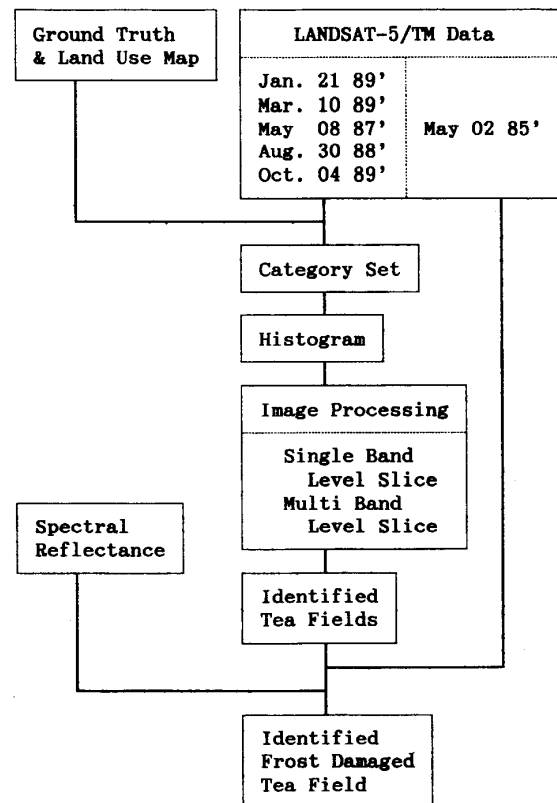 Ground Truth
& Land Use Map
LANDSAT-5/TM Data
Jan. 21 89'
Mar. 10 89'
May 08 87'
Aug. 30 88'
Oct. 04 89'
May 02 85'
Category Set
Histogram
Image Processing
Single Band
Level Slice
Multi Band
Level Slice
Spectral
Reflectance
Identified
Tea Fields
Identified
Frost Damaged
Tea Field